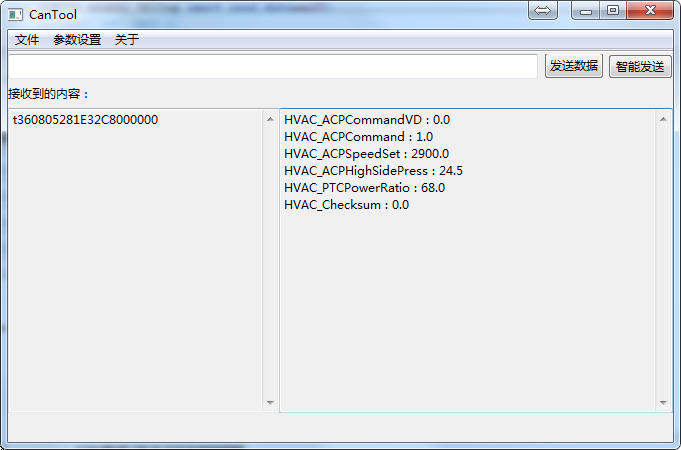 CanTool
文件 参数设置 关于
发送数据 智能发送
接收到的内容：
t360805281E32C8000000
HVAC_ACPCommandVD : 0.0
HVAC_ACPCommand : 1.0
HVAC_ACPSpeedSet : 2900.0
HVAC_ACPHighSidePress : 24.5
HVAC_PTCPowerRatio : 68.0
HVAC_Checksum : 0.0